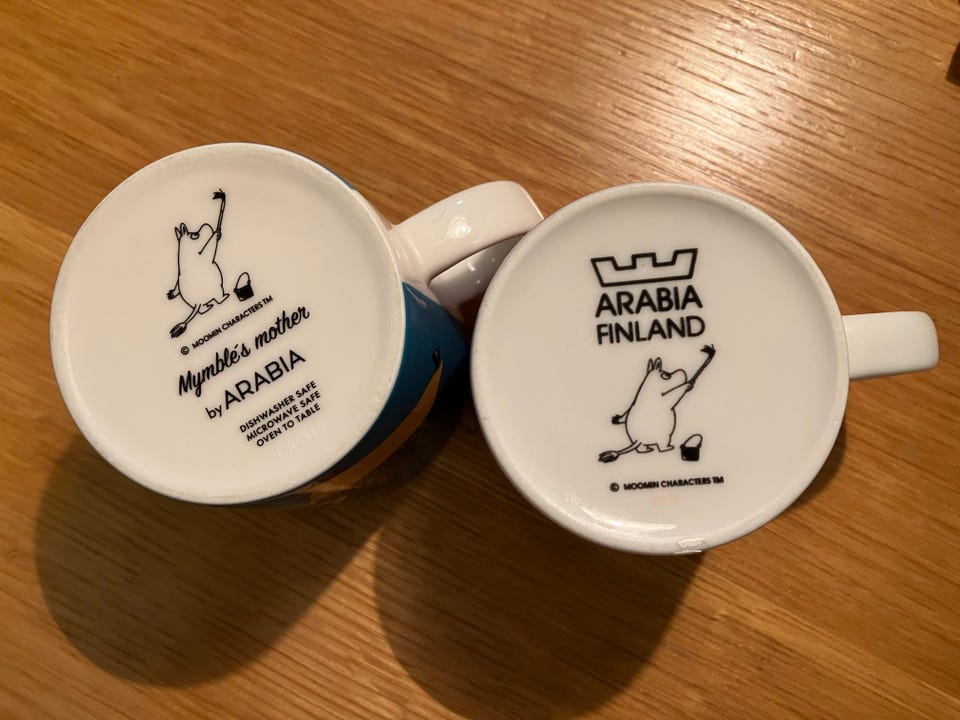 © MOOMIN CHARACTERS TM
Mymble's mother
by ARABIA
DISHWASHER SAFE
MICROWAVE SAFE
OVEN TO TABLE
ARABIA
FINLAND
© MOOMIN CHARACTERS TM